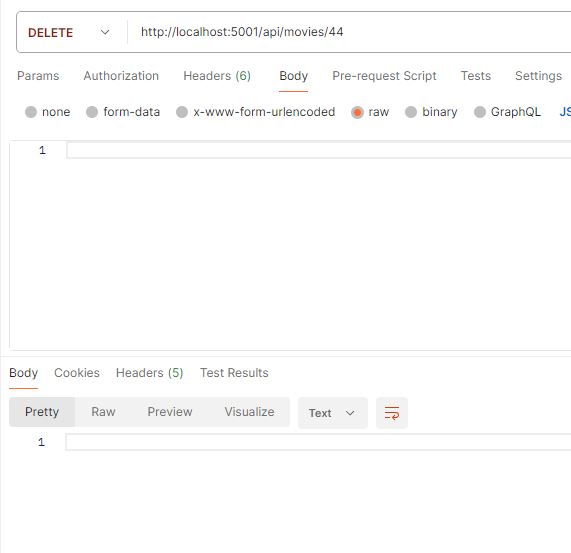 DELETE http://localhost:5001/api/movies/44
Params Authorization Headers (6) Body Pre-request Script Tests Settings
none form-data x-www-form-urlencoded raw binary GraphQL JS
1
Body Cookies Headers (5) Test Results
Pretty Raw Preview Visualize Text
1